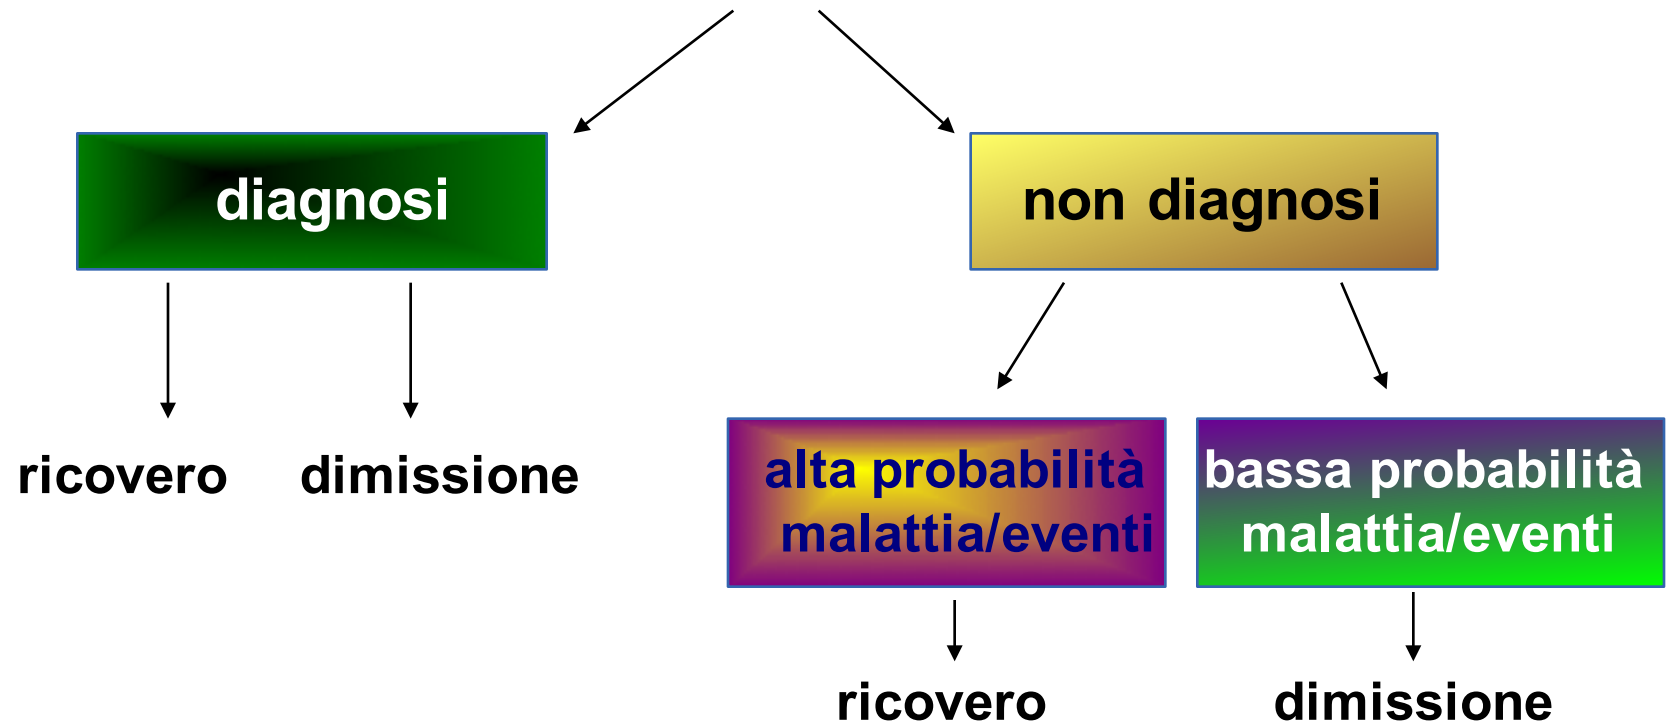 diagnosi
non diagnosi
ricovero
dimissione
alta probabilità
malattia/eventi
bassa probabilità
malattia/eventi
ricovero
dimissione